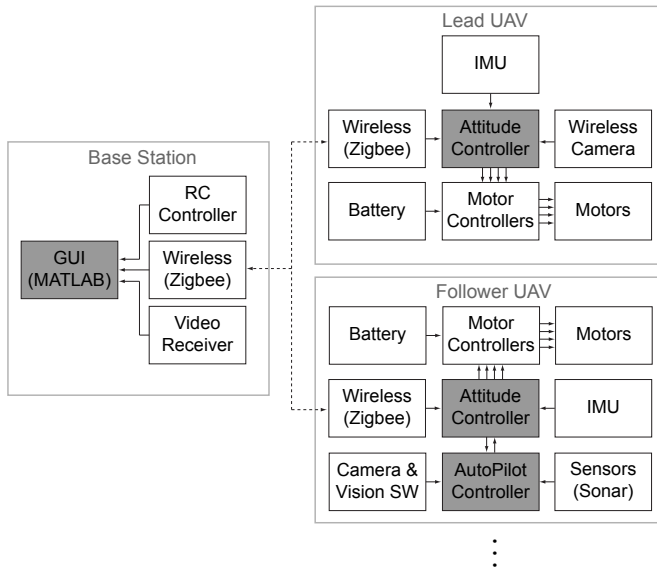 Lead UAV
IMU
Wireless
(Zigbee)
Attitude
Controller
Wireless
Camera
Battery
Motor
Controllers
Motors
Base Station
RC
Controller
GUI
(MATLAB)
Wireless
(Zigbee)
Video
Receiver
Follower UAV
Battery
Motor
Controllers
Motors
Wireless
(Zigbee)
Attitude
Controller
IMU
Camera &
Vision SW
AutoPilot
Controller
Sensors
(Sonar)